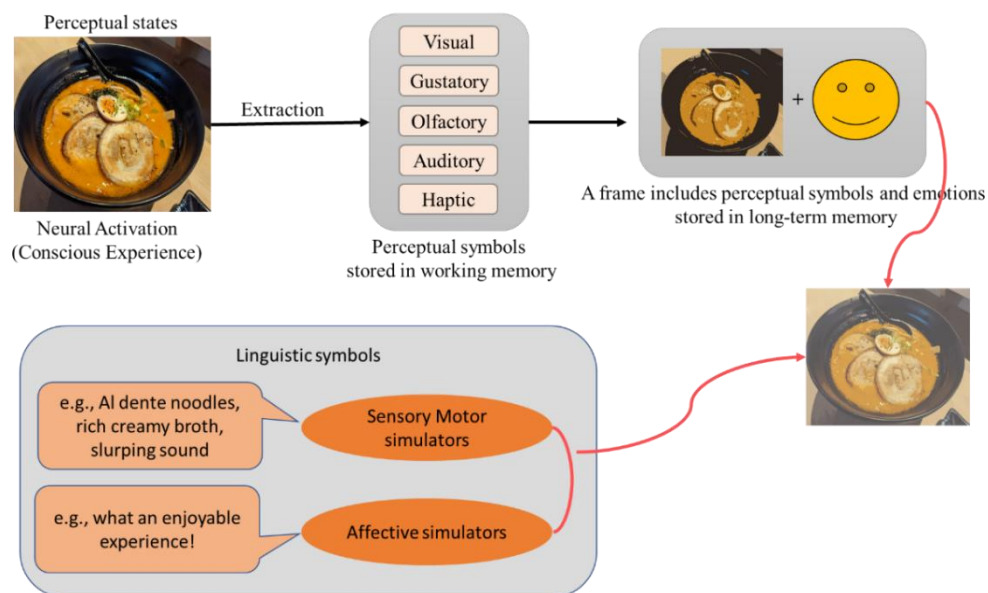 Perceptual states
Neural Activation
(Conscious Experience)
Extraction
Visual
Gustatory
Olfactory
Auditory
Haptic
Perceptual symbols
stored in working memory
+
A frame includes perceptual symbols and emotions
stored in long-term memory
Linguistic symbols
e.g., Al dente noodles,
rich creamy broth,
slurping sound
Sensory Motor
simulators
e.g., what an enjoyable
experience!
Affective simulators